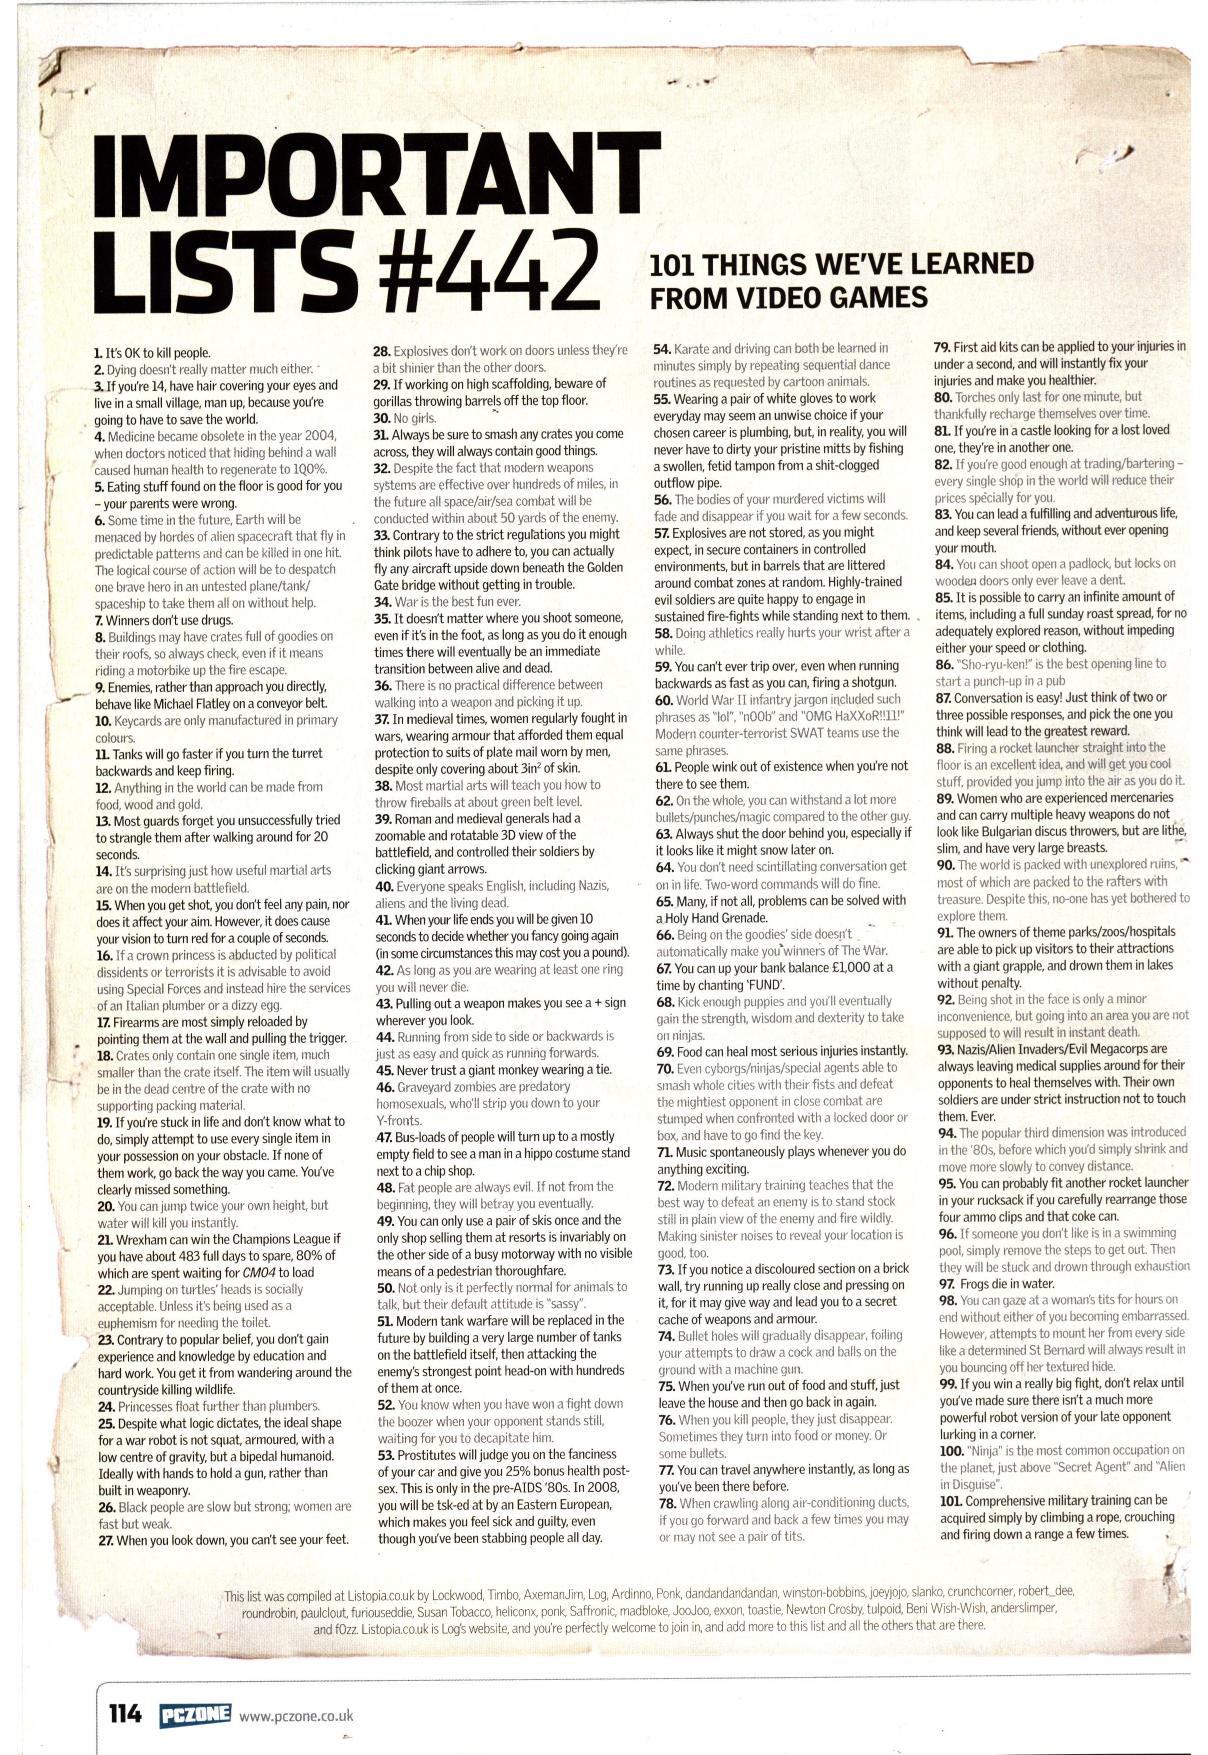 IMPORTANT
LISTS #442
101 THINGS WE'VE LEARNED
FROM VIDEO GAMES
1. It's OK to kill people.
2. Dying doesn't really matter much either.
3. If you're 14, have hair covering your eyes and
live in a small village, man up, because you're
going to have to save the world.
4. Medicine became obsolete in the year 2004,
when doctors noticed that hiding behind a wall
caused human health to regenerate to 100%.
5. Eating stuff found on the floor is good for you
– your parents were wrong.
6. Some time in the future, Earth will be
menaced by hordes of alien spacecraft that fly in
predictable patterns and can be killed in one hit.
The logical course of action will be to despatch
one brave hero in an untested plane/tank/
spaceship to take them all on without help.
7. Winners don't use drugs.
8. Buildings may have crates full of goodies on
their roofs, so always check, even if it means
riding a motorbike up the fire escape.
9. Enemies, rather than approach you directly,
behave like Michael Flatley on a conveyor belt.
10. Keycards are only manufactured in primary
colours.
11. Tanks will go faster if you turn the turret
backwards and keep firing.
12. Anything in the world can be made from
food, wood and gold.
13. Most guards forget you unsuccessfully tried
to strangle them after walking around for 20
seconds.
14. It's surprising just how useful martial arts
are on the modern battlefield.
15. When you get shot, you don't feel any pain, nor
does it affect your aim. However, it does cause
your vision to turn red for a couple of seconds.
16. If a crown princess is abducted by political
dissidents or terrorists it is advisable to avoid
using Special Forces and instead hire the services
of an Italian plumber or a dizzy egg.
17. Firearms are most simply reloaded by
pointing them at the wall and pulling the trigger.
18. Crates only contain one single item, much
smaller than the crate itself. The item will usually
be in the dead centre of the crate with no
supporting packing material.
19. If you're stuck in life and don't know what to
do, simply attempt to use every single item in
your possession on your obstacle. If none of
them work, go back the way you came. You've
clearly missed something.
20. You can jump twice your own height, but
water will kill you instantly.
21. Wrexham can win the Champions League if
you have about 483 full days to spare, 80% of
which are spent waiting for CM04 to load
22. Jumping on turtles' heads is socially
acceptable. Unless it's being used as a
euphemism for needing the toilet.
23. Contrary to popular belief, you don't gain
experience and knowledge by education and
hard work. You get it from wandering around the
countryside killing wildlife.
24. Princesses float further than plumbers.
25. Despite what logic dictates, the ideal shape
for a war robot is not squat, armoured, with a
low centre of gravity, but a bipedal humanoid.
Ideally with hands to hold a gun, rather than
built in weaponry.
26. Black people are slow but strong; women are
fast but weak.
27. When you look down, you can't see your feet.
28. Explosives don't work on doors unless they're
a bit shinier than the other doors.
29. If working on high scaffolding, beware of
gorillas throwing barrels off the top floor.
30. No girls.
31. Always be sure to smash any crates you come
across, they will always contain good things.
32. Despite the fact that modern weapons
systems are effective over hundreds of miles, in
the future all space/air/sea combat will be
conducted within about 50 yards of the enemy.
33. Contrary to the strict regulations you might
think pilots have to adhere to, you can actually
fly any aircraft upside down beneath the Golden
Gate bridge without getting in trouble.
34. War is the best fun ever.
35. It doesn't matter where you shoot someone,
even if it's in the foot, as long as you do it enough
times there will eventually be an immediate
transition between alive and dead.
36. There is no practical difference between
walking into a weapon and picking it up.
37. In medieval times, women regularly fought in
wars, wearing armour that afforded them equal
protection to suits of plate mail worn by men,
despite only covering about 3in² of skin.
38. Most martial arts will teach you how to
throw fireballs at about green belt level.
39. Roman and medieval generals had a
zoomable and rotatable 3D view of the
battlefield, and controlled their soldiers by
clicking giant arrows.
40. Everyone speaks English, including Nazis,
aliens and the living dead.
41. When your life ends you will be given 10
seconds to decide whether you fancy going again
(in some circumstances this may cost you a pound).
42. As long as you are wearing at least one ring
you will never die.
43. Pulling out a weapon makes you see a + sign
wherever you look.
44. Running from side to side or backwards is
just as easy and quick as running forwards.
45. Never trust a giant monkey wearing a tie.
46. Graveyard zombies are predatory
homosexuals, who'll strip you down to your
Y-fronts.
47. Bus-loads of people will turn up to a mostly
empty field to see a man in a hippo costume stand
next to a chip shop.
48. Fat people are always evil. If not from the
beginning, they will betray you eventually.
49. You can only use a pair of skis once and the
only shop selling them at resorts is invariably on
the other side of a busy motorway with no visible
means of a pedestrian thoroughfare.
50. Not only is it perfectly normal for animals to
talk, but their default attitude is "sassy".
51. Modern tank warfare will be replaced in the
future by building a very large number of tanks
on the battlefield itself, then attacking the
enemy's strongest point head-on with hundreds
of them at once.
52. You know when you have won a fight down
the boozer when your opponent stands still,
waiting for you to decapitate him.
53. Prostitutes will judge you on the fanciness
of your car and give you 25% bonus health post-
sex. This is only in the pre-AIDS '80s. In 2008,
you will be tsk-ed at by an Eastern European,
which makes you feel sick and guilty, even
though you've been stabbing people all day.
54. Karate and driving can both be learned in
minutes simply by repeating sequential dance
routines as requested by cartoon animals.
55. Wearing a pair of white gloves to work
everyday may seem an unwise choice if your
chosen career is plumbing, but, in reality, you will
never have to dirty your pristine mitts by fishing
a swollen, fetid tampon from a shit-clogged
outflow pipe.
56. The bodies of your murdered victims will
fade and disappear if you wait for a few seconds.
57. Explosives are not stored, as you might
expect, in secure containers in controlled
environments, but in barrels that are littered
around combat zones at random. Highly-trained
evil soldiers are quite happy to engage in
sustained fire-fights while standing next to them.
58. Doing athletics really hurts your wrist after a
while.
59. You can't ever trip over, even when running
backwards as fast as you can, firing a shotgun.
60. World War II infantry jargon included such
phrases as "lol", "n00b" and "OMG HaXXoR!!11!"
Modern counter-terrorist SWAT teams use the
same phrases.
61. People wink out of existence when you're not
there to see them.
62. On the whole, you can withstand a lot more
bullets/punches/magic compared to the other guy.
63. Always shut the door behind you, especially if
it looks like it might snow later on.
64. You don't need scintillating conversation get
on in life. Two-word commands will do fine.
65. Many, if not all, problems can be solved with
a Holy Hand Grenade.
66. Being on the goodies' side doesn't
automatically make you winners of The War.
67. You can up your bank balance £1,000 at a
time by chanting 'FUND'.
68. Kick enough puppies and you'll eventually
gain the strength, wisdom and dexterity to take
on ninjas.
69. Food can heal most serious injuries instantly.
70. Even cyborgs/ninjas/special agents able to
smash whole cities with their fists and defeat
the mightiest opponent in close combat are
stumped when confronted with a locked door or
box, and have to go find the key.
71. Music spontaneously plays whenever you do
anything exciting.
72. Modern military training teaches that the
best way to defeat an enemy is to stand stock
still in plain view of the enemy and fire wildly.
Making sinister noises to reveal your location is
good, too.
73. If you notice a discoloured section on a brick
wall, try running up really close and pressing on
it, for it may give way and lead you to a secret
cache of weapons and armour.
74. Bullet holes will gradually disappear, foiling
your attempts to draw a cock and balls on the
ground with a machine gun.
75. When you've run out of food and stuff, just
leave the house and then go back in again.
76. When you kill people, they just disappear.
Sometimes they turn into food or money. Or
some bullets.
77. You can travel anywhere instantly, as long as
you've been there before.
78. When crawling along air-conditioning ducts,
if you go forward and back a few times you may
or may not see a pair of tits.
79. First aid kits can be applied to your injuries in
under a second, and will instantly fix your
injuries and make you healthier.
80. Torches only last for one minute, but
thankfully recharge themselves over time.
81. If you're in a castle looking for a lost loved
one, they're in another one.
82. If you're good enough at trading/bartering –
every single shop in the world will reduce their
prices specially for you.
83. You can lead a fulfilling and adventurous life,
and keep several friends, without ever opening
your mouth.
84. You can shoot open a padlock, but locks on
wooden doors only ever leave a dent.
85. It is possible to carry an infinite amount of
items, including a full sunday roast spread, for no
adequately explored reason, without impeding
either your speed or clothing.
86. "Sho-ryu-ken!" is the best opening line to
start a punch-up in a pub
87. Conversation is easy! Just think of two or
three possible responses, and pick the one you
think will lead to the greatest reward.
88. Firing a rocket launcher straight into the
floor is an excellent idea, and will get you cool
stuff, provided you jump into the air as you do it.
89. Women who are experienced mercenaries
and can carry multiple heavy weapons do not
look like Bulgarian discus throwers, but are lithe,
slim, and have very large breasts.
90. The world is packed with unexplored ruins,
most of which are packed to the rafters with
treasure. Despite this, no-one has yet bothered to
explore them.
91. The owners of theme parks/zoos/hospitals
are able to pick up visitors to their attractions
with a giant grapple, and drown them in lakes
without penalty.
92. Being shot in the face is only a minor
inconvenience, but going into an area you are not
supposed to will result in instant death.
93. Nazis/Alien Invaders/Evil Megacorps are
always leaving medical supplies around for their
opponents to heal themselves with. Their own
soldiers are under strict instruction not to touch
them. Ever.
94. The popular third dimension was introduced
in the '80s, before which you'd simply shrink and
move more slowly to convey distance.
95. You can probably fit another rocket launcher
in your rucksack if you carefully rearrange those
four ammo clips and that coke can.
96. If someone you don't like is in a swimming
pool, simply remove the steps to get out. Then
they will be stuck and drown through exhaustion
97. Frogs die in water.
98. You can gaze at a woman's tits for hours on
end without either of you becoming embarrassed.
However, attempts to mount her from every side
like a determined St Bernard will always result in
you bouncing off her textured hide.
99. If you win a really big fight, don't relax until
you've made sure there isn't a much more
powerful robot version of your late opponent
lurking in a corner.
100. "Ninja" is the most common occupation on
the planet, just above "Secret Agent" and "Alien
in Disguise".
101. Comprehensive military training can be
acquired simply by climbing a rope, crouching
and firing down a range a few times.
This list was compiled at Listopia.co.uk by Lockwood, Timbo, AxemanJim, Log, Ardinno, Ponk, dandandandandan, winston-bobbins, joeyjojo, slanko, crunchcorner, robert_dee,
roundrobin, paulclout, furiouseddie, Susan Tobacco, heliconx, ponk, Saffronic, madbloke, JooJoo, exxon, toastie, Newton Crosby, tulpoid, Beni Wish-Wish, anderslimper,
and f0zz. Listopia.co.uk is Log's website, and you're perfectly welcome to join in, and add more to this list and all the others that are there.
114 PCZONE www.pczone.co.uk